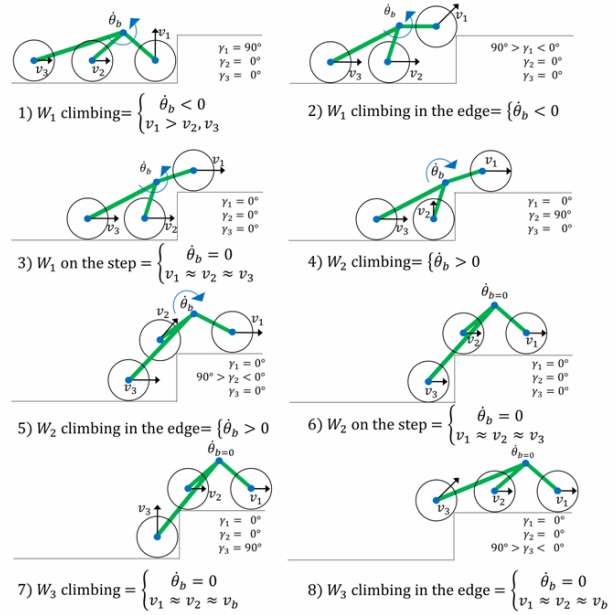 θ̇b
v1
v3
v2
γ1 = 90°
γ2 = 0°
γ3 = 0°
1) W1 climbing= { θ̇b < 0
v1 > v2, v3
θ̇b
v1
v3
v2
90° > γ1 < 0°
γ2 = 0°
γ3 = 0°
2) W1 climbing in the edge= {θ̇b < 0
θ̇b
v1
v3
v2
γ1 = 0°
γ2 = 0°
γ3 = 0°
3) W1 on the step = { θ̇b = 0
v1 ≈ v2 ≈ v3
θ̇b
v1
v2
v3
γ1 = 0°
γ2 = 90°
γ3 = 0°
4) W2 climbing= {θ̇b > 0
v2
θ̇b
v1
v3
γ1 = 0°
90° > γ2 < 0°
γ3 = 0°
5) W2 climbing in the edge= {θ̇b > 0
θ̇b=0
v2
v1
v3
γ1 = 0°
γ2 = 0°
γ3 = 0°
6) W2 on the step = { θ̇b = 0
v1 ≈ v2 ≈ v3
θ̇b=0
v2
v1
v3
γ1 = 0°
γ2 = 0°
γ3 = 90°
7) W3 climbing = { θ̇b = 0
v1 ≈ v2 ≈ vb
θ̇b=0
v3
v2
v1
γ1 = 0°
γ2 = 0°
90° > γ3 < 0°
8) W3 climbing in the edge = { θ̇b = 0
v1 ≈ v2 ≈ vb